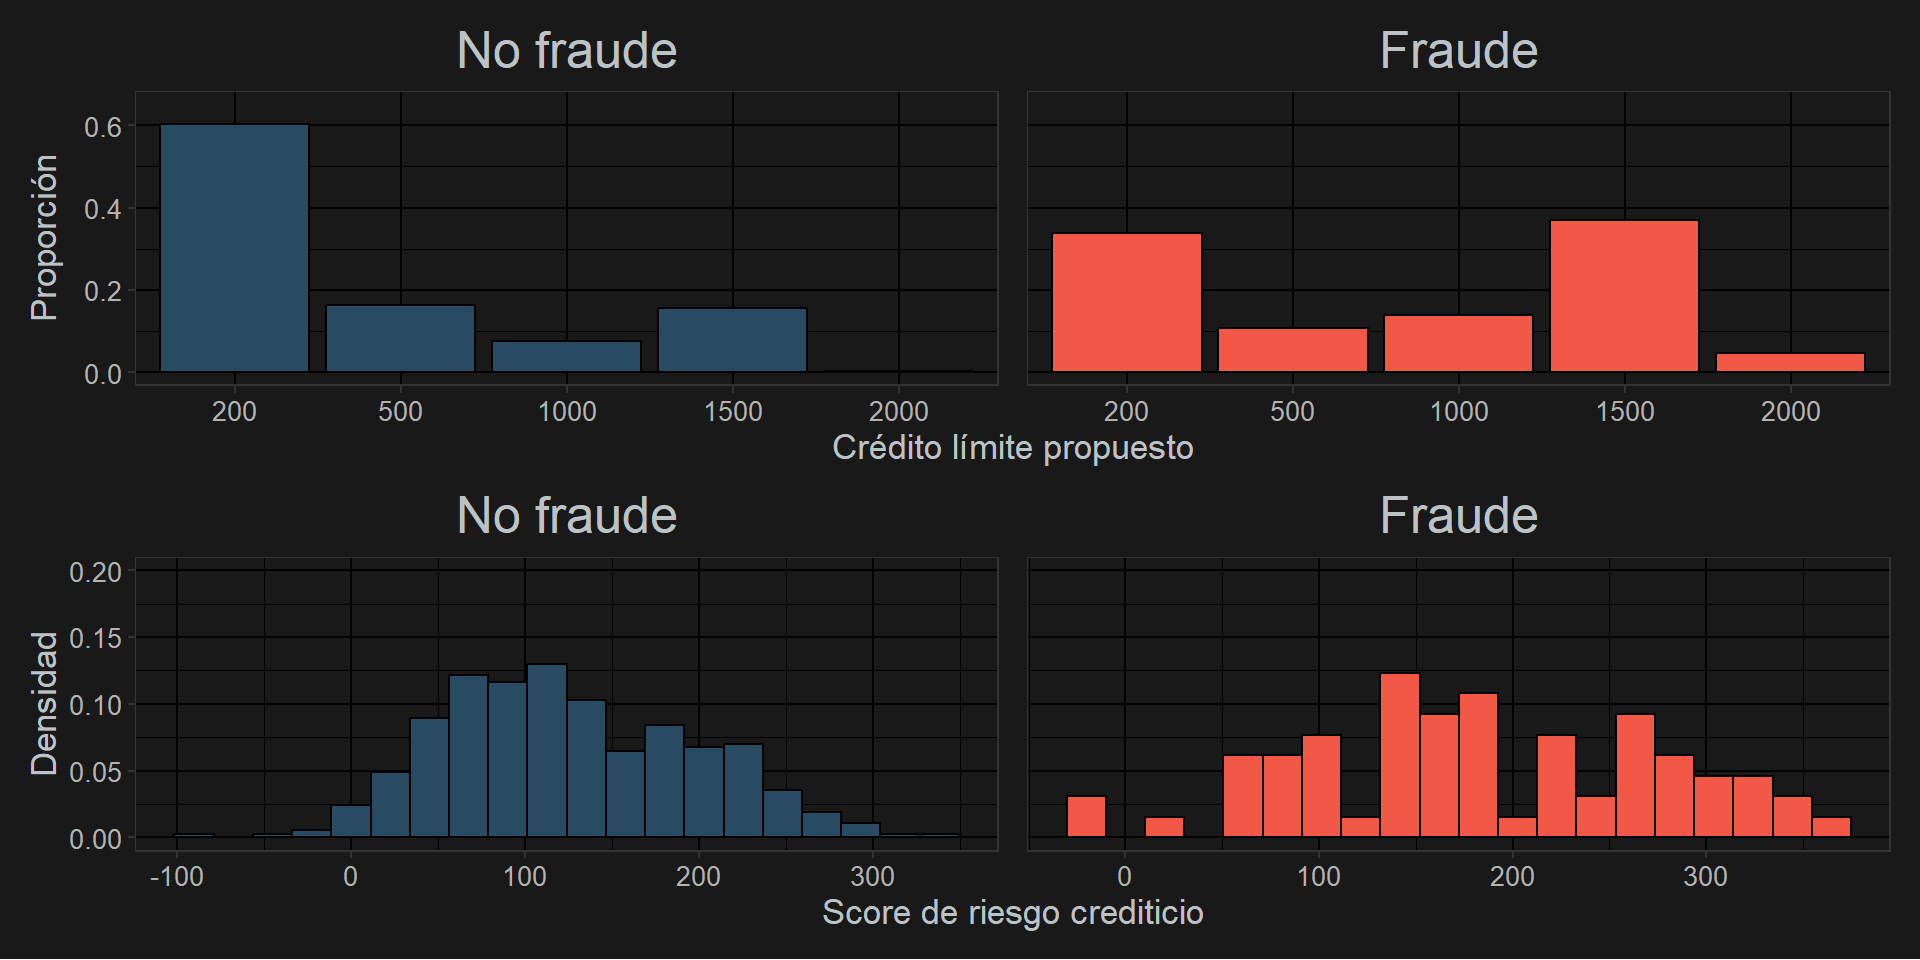 No fraude
Fraude
Proporción
0.6
0.4
0.2
0.0
200 500 1000 1500 2000
200 500 1000 1500 2000
Crédito límite propuesto
No fraude
Fraude
Densidad
0.20
0.15
0.10
0.05
0.00
-100 0 100 200 300
0 100 200 300
Score de riesgo crediticio